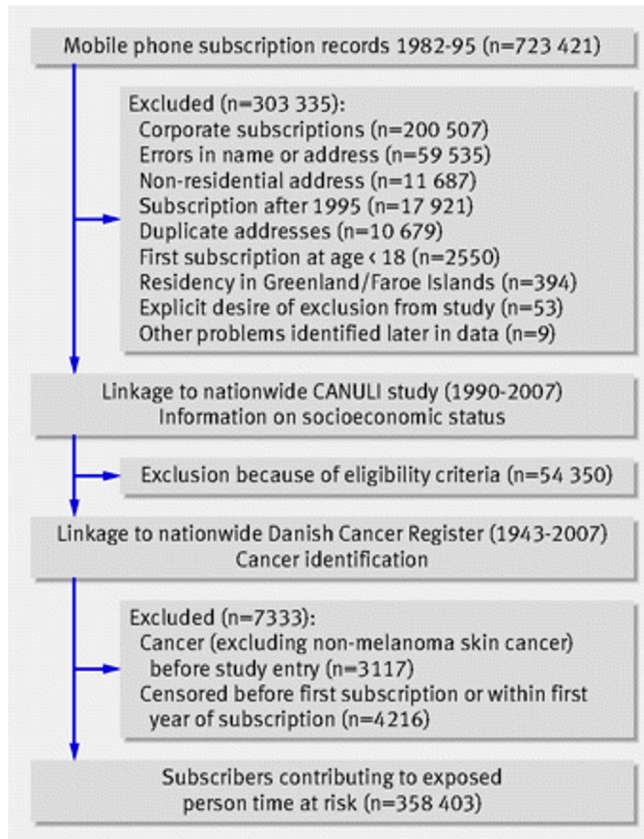 Mobile phone subscription records 1982-95 (n=723 421)
Excluded (n=303 335):
Corporate subscriptions (n=200 507)
Errors in name or address (n=59 535)
Non-residential address (n=11 687)
Subscription after 1995 (n=17 921)
Duplicate addresses (n=10 679)
First subscription at age < 18 (n=2550)
Residency in Greenland/Faroe Islands (n=394)
Explicit desire of exclusion from study (n=53)
Other problems identified later in data (n=9)
Linkage to nationwide CANULI study (1990-2007)
Information on socioeconomic status
Exclusion because of eligibility criteria (n=54 350)
Linkage to nationwide Danish Cancer Register (1943-2007)
Cancer identification
Excluded (n=7333):
Cancer (excluding non-melanoma skin cancer)
before study entry (n=3117)
Censored before first subscription or within first
year of subscription (n=4216)
Subscribers contributing to exposed
person time at risk (n=358 403)